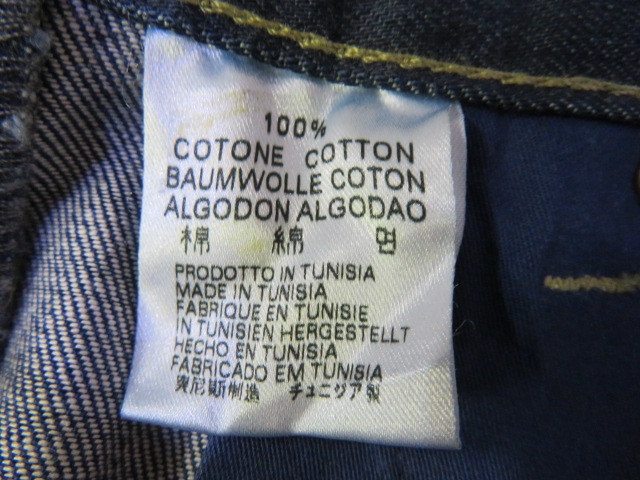 100%
COTONE COTTON
BAUMWOLLE COTON
ALGODON ALGODAO
棉 綿 면
PRODOTTO IN TUNISIA
MADE IN TUNISIA
FABRIQUE EN TUNISIE
IN TUNISIEN HERGESTELLT
HECHO EN TUNISIA
FABRICADO EM TUNISIA
突尼斯制造 チュニジア製